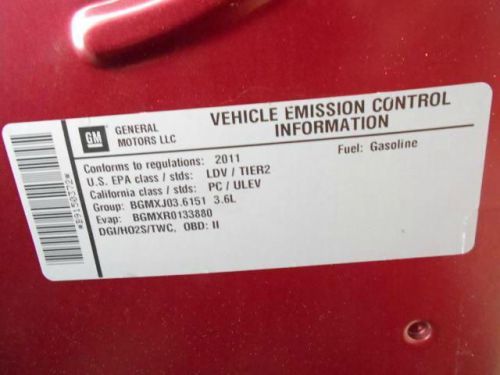 GM
GENERAL
MOTORS LLC
VEHICLE EMISSION CONTROL
INFORMATION
Conforms to regulations: 2011
Fuel: Gasoline
U.S. EPA class / stds: LDV / TIER2
California class / stds: PC / ULEV
Group: BGMXJ03.6151 3.6L
Evap: BGMXR0133880
DGI/HO2S/TWC, OBD: II